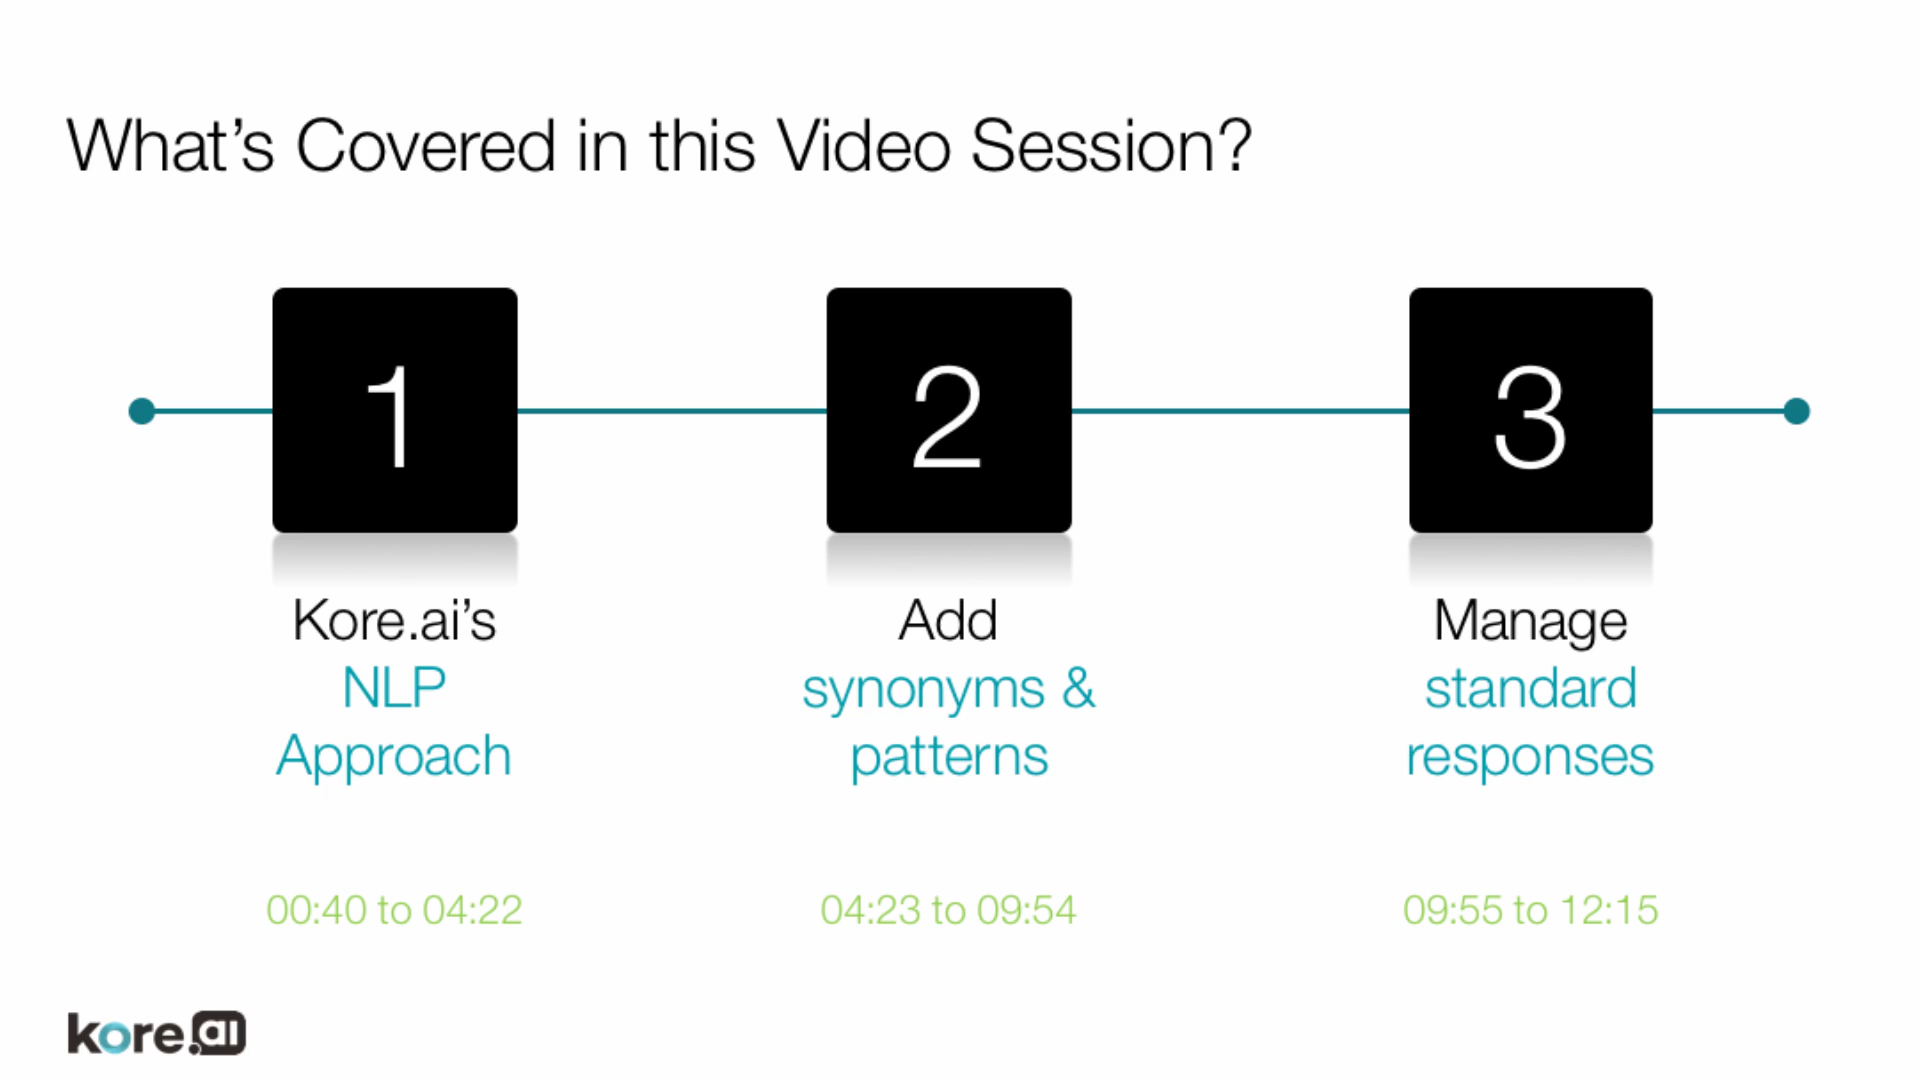 What's Covered in this Video Session?
1
2
3
Kore.ai's
NLP
Approach
Add
synonyms &
patterns
Manage
standard
responses
00:40 to 04:22
04:23 to 09:54
09:55 to 12:15
kore.ai